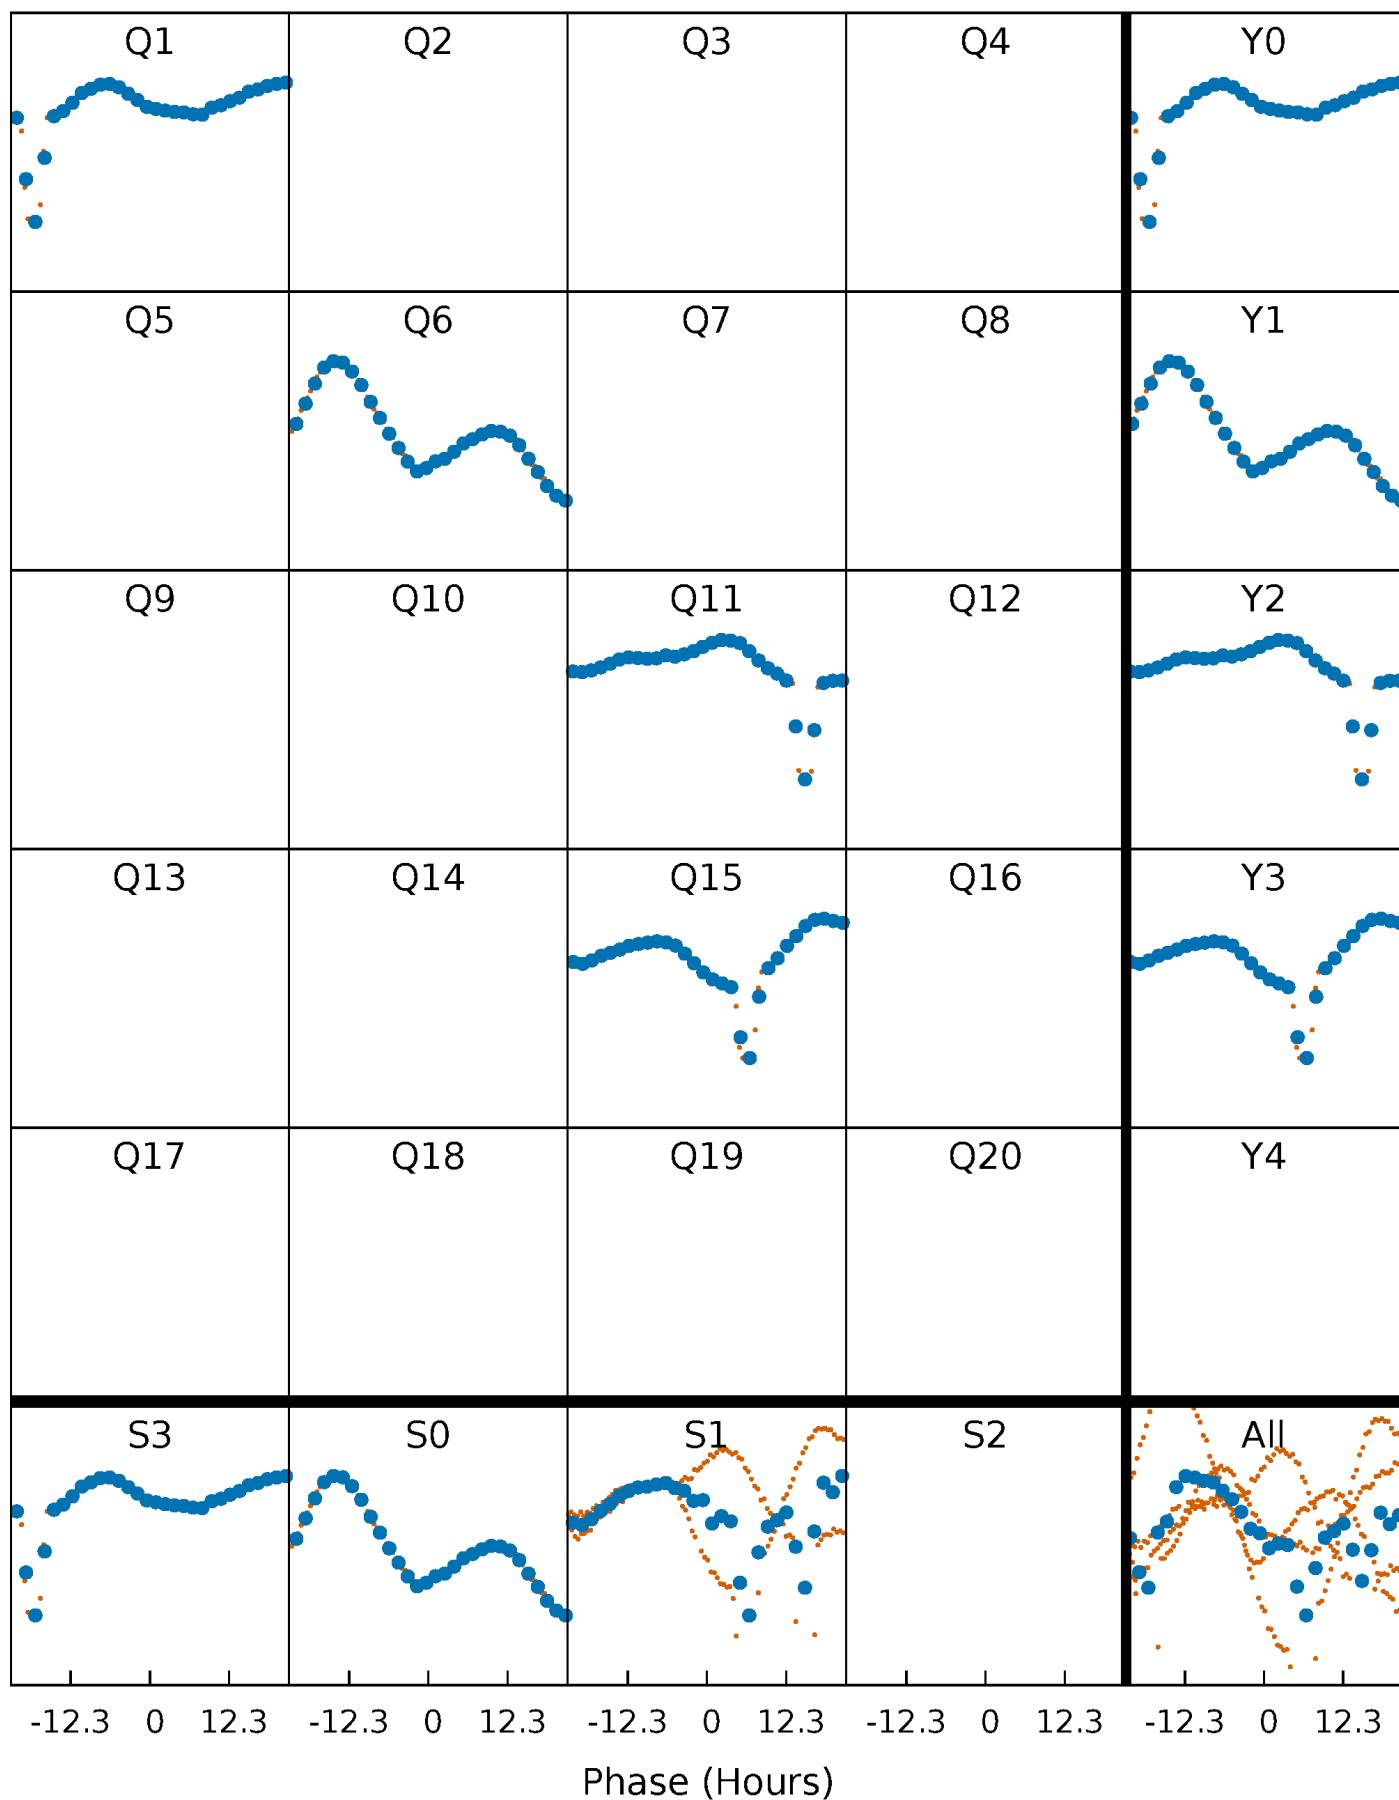 Q1 Q2 Q3 Q4 Y0
Q5 Q6 Q7 Q8 Y1
Q9 Q10 Q11 Q12 Y2
Q13 Q14 Q15 Q16 Y3
Q17 Q18 Q19 Q20 Y4
S3 S0 S1 S2 All
-12.3 0 12.3 -12.3 0 12.3 -12.3 0 12.3 -12.3 0 12.3 -12.3 0 12.3
Phase (Hours)